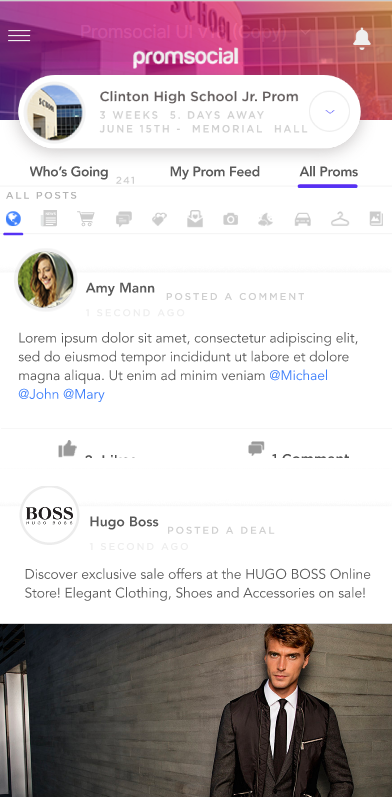 SCHOOL
Promsocial UI V1 (Copy)
promsocial
Clinton High School Jr. Prom
3 WEEKS 5. DAYS AWAY
JUNE 15TH - MEMORIAL HALL
Who's Going 241 My Prom Feed All Proms
ALL POSTS
Amy Mann POSTED A COMMENT
1 SECOND AGO
Lorem ipsum dolor sit amet, consectetur adipiscing elit,
sed do eiusmod tempor incididunt ut labore et dolore
magna aliqua. Ut enim ad minim veniam @Michael
@John @Mary
Likes 1 Comment
BOSS
HUGO BOSS
Hugo Boss POSTED A DEAL
1 SECOND AGO
Discover exclusive sale offers at the HUGO BOSS Online
Store! Elegant Clothing, Shoes and Accessories on sale!